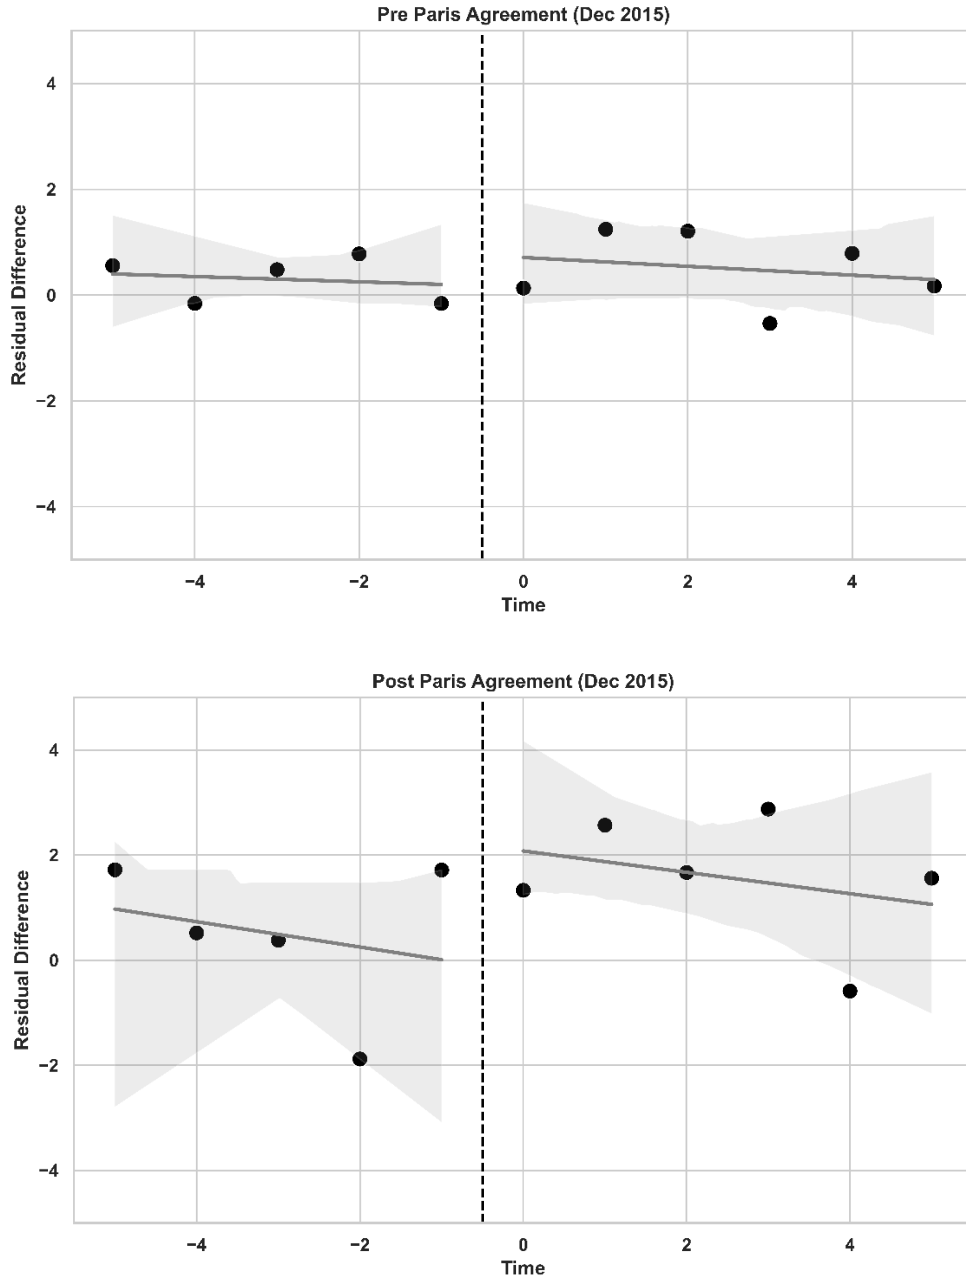 Pre Paris Agreement (Dec 2015)
4
2
0
−2
−4
Residual Difference
−4 −2 0 2 4
Time
Post Paris Agreement (Dec 2015)
4
2
0
−2
−4
Residual Difference
−4 −2 0 2 4
Time